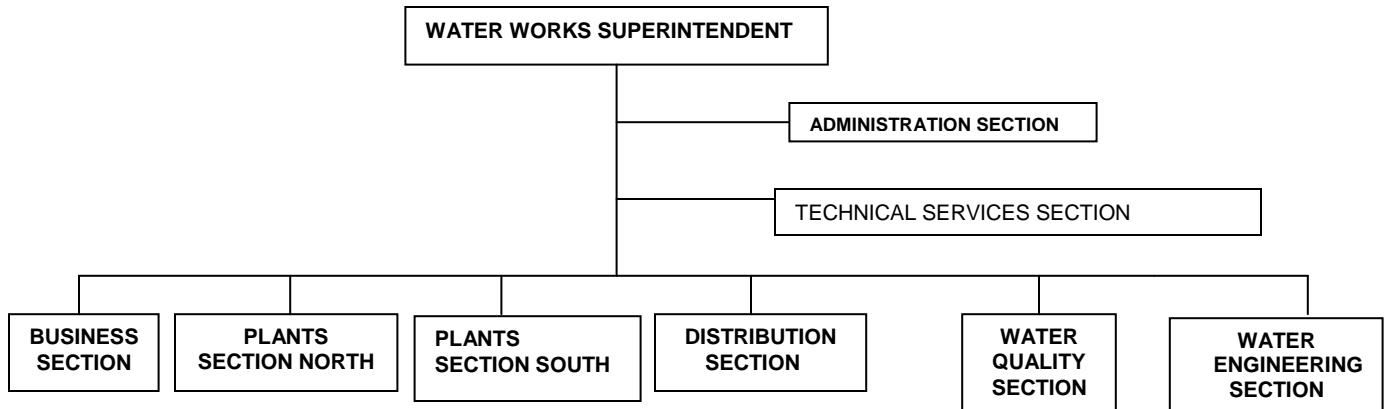 WATER WORKS SUPERINTENDENT
ADMINISTRATION SECTION
TECHNICAL SERVICES SECTION
BUSINESS
SECTION
PLANTS
SECTION NORTH
PLANTS
SECTION SOUTH
DISTRIBUTION
SECTION
WATER
QUALITY
SECTION
WATER
ENGINEERING
SECTION